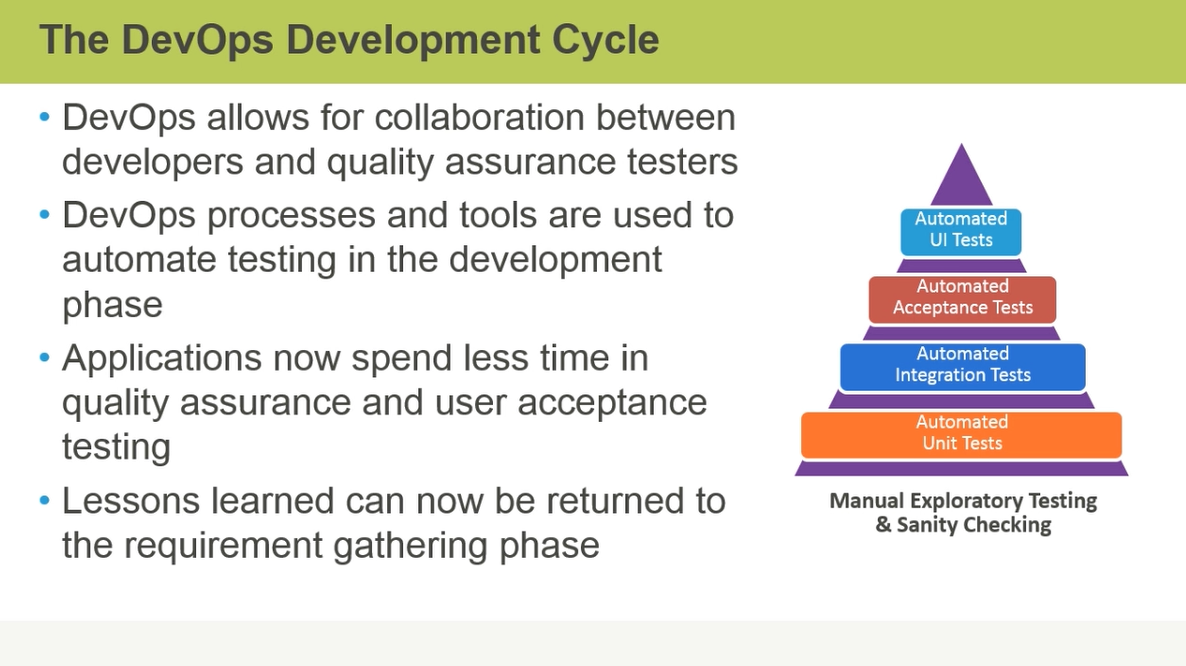 The DevOps Development Cycle
• DevOps allows for collaboration between
developers and quality assurance testers
• DevOps processes and tools are used to
automate testing in the development
phase
• Applications now spend less time in
quality assurance and user acceptance
testing
• Lessons learned can now be returned to
the requirement gathering phase
Automated
UI Tests
Automated
Acceptance Tests
Automated
Integration Tests
Automated
Unit Tests
Manual Exploratory Testing
& Sanity Checking